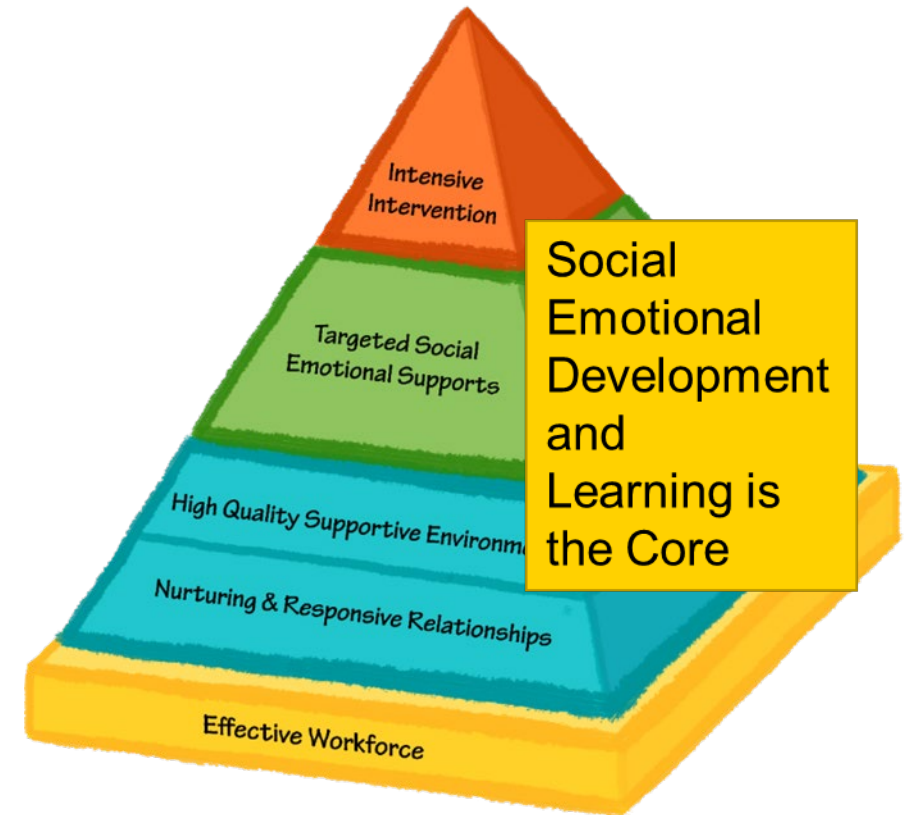 Intensive
Intervention
Social
Emotional
Development
and
Learning is
the Core
Targeted Social
Emotional Supports
High Quality Supportive
Nurturing & Responsive Relationships
Effective Workforce